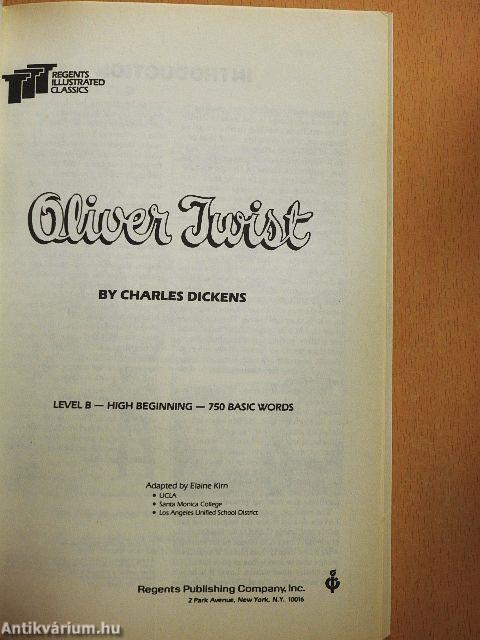 REGENTS
ILLUSTRATED
CLASSICS
INTRODUCTION
Oliver Twist
BY CHARLES DICKENS
LEVEL B — HIGH BEGINNING — 750 BASIC WORDS
Adapted by Elaine Kirn
• UCLA
• Santa Monica College
• Los Angeles Unified School District
Regents Publishing Company, Inc.
2 Park Avenue, New York, N.Y. 10016
Antikvárium.hu